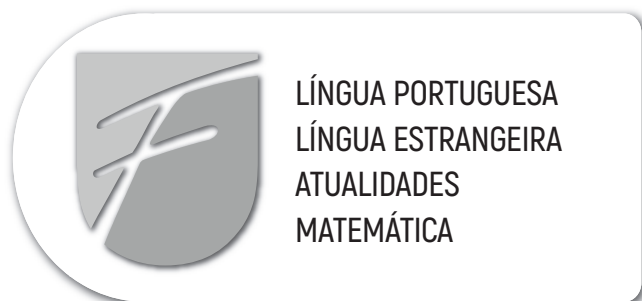 LÍNGUA PORTUGUESA
LÍNGUA ESTRANGEIRA
ATUALIDADES
MATEMÁTICA